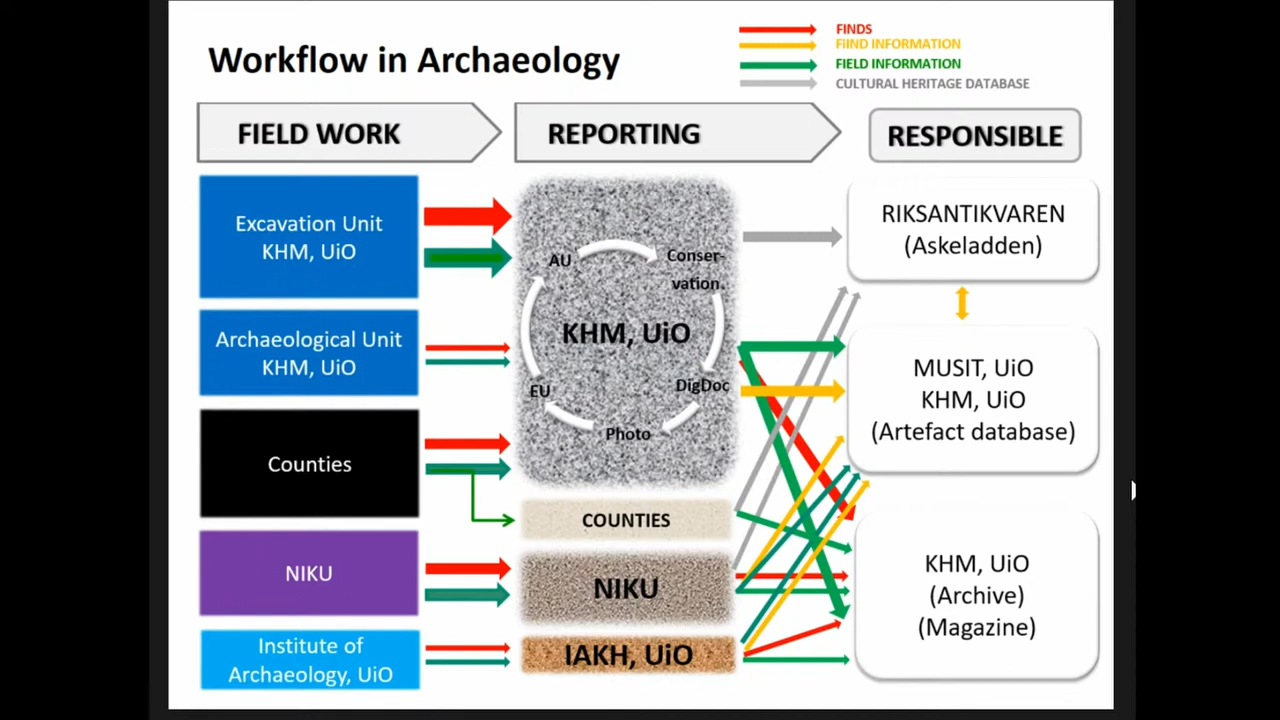 Workflow in Archaeology
FINDS
FIIND INFORMATION
FIELD INFORMATION
CULTURAL HERITAGE DATABASE
FIELD WORK
REPORTING
RESPONSIBLE
Excavation Unit
KHM, UiO
Archaeological Unit
KHM, UiO
Counties
NIKU
Institute of
Archaeology, UiO
AU
Conser-
vation
KHM, UiO
EU
DigDoc
Photo
COUNTIES
NIKU
IAKH, UiO
RIKSANTIKVAREN
(Askeladden)
MUSIT, UiO
KHM, UiO
(Artefact database)
KHM, UiO
(Archive)
(Magazine)